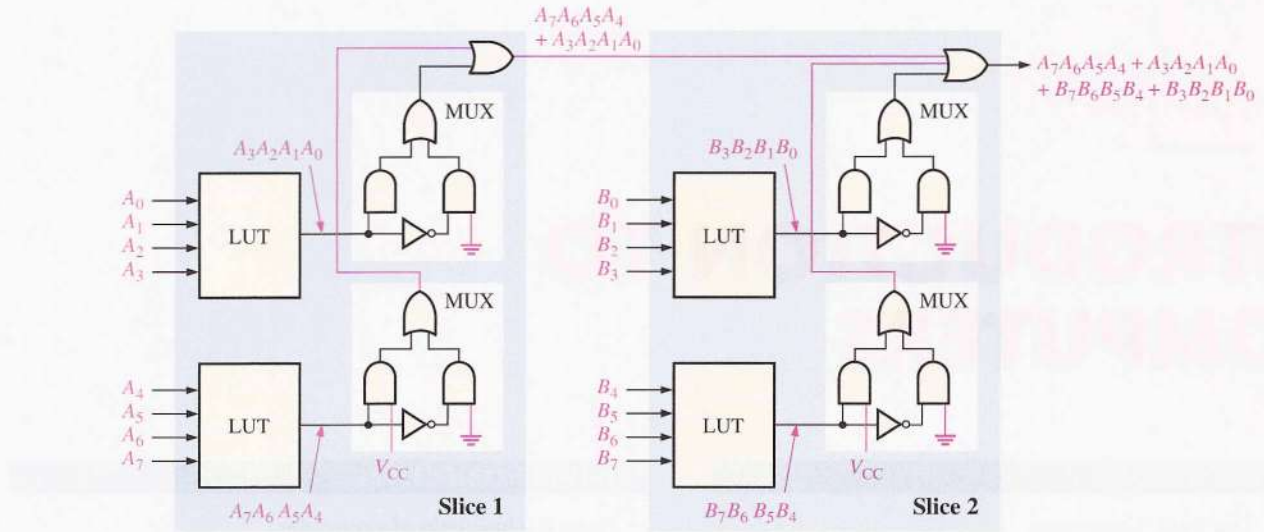 A₇A₆A₅A₄
+ A₃A₂A₁A₀
A₇A₆A₅A₄ + A₃A₂A₁A₀
+ B₇B₆B₅B₄ + B₃B₂B₁B₀
MUX
MUX
A₃A₂A₁A₀
B₃B₂B₁B₀
A₀
A₁
A₂
A₃
LUT
B₀
B₁
B₂
B₃
LUT
MUX
MUX
A₄
A₅
A₆
A₇
LUT
V_CC
B₄
B₅
B₆
B₇
LUT
V_CC
A₇A₆ A₅A₄
Slice 1
B₇B₆ B₅B₄
Slice 2